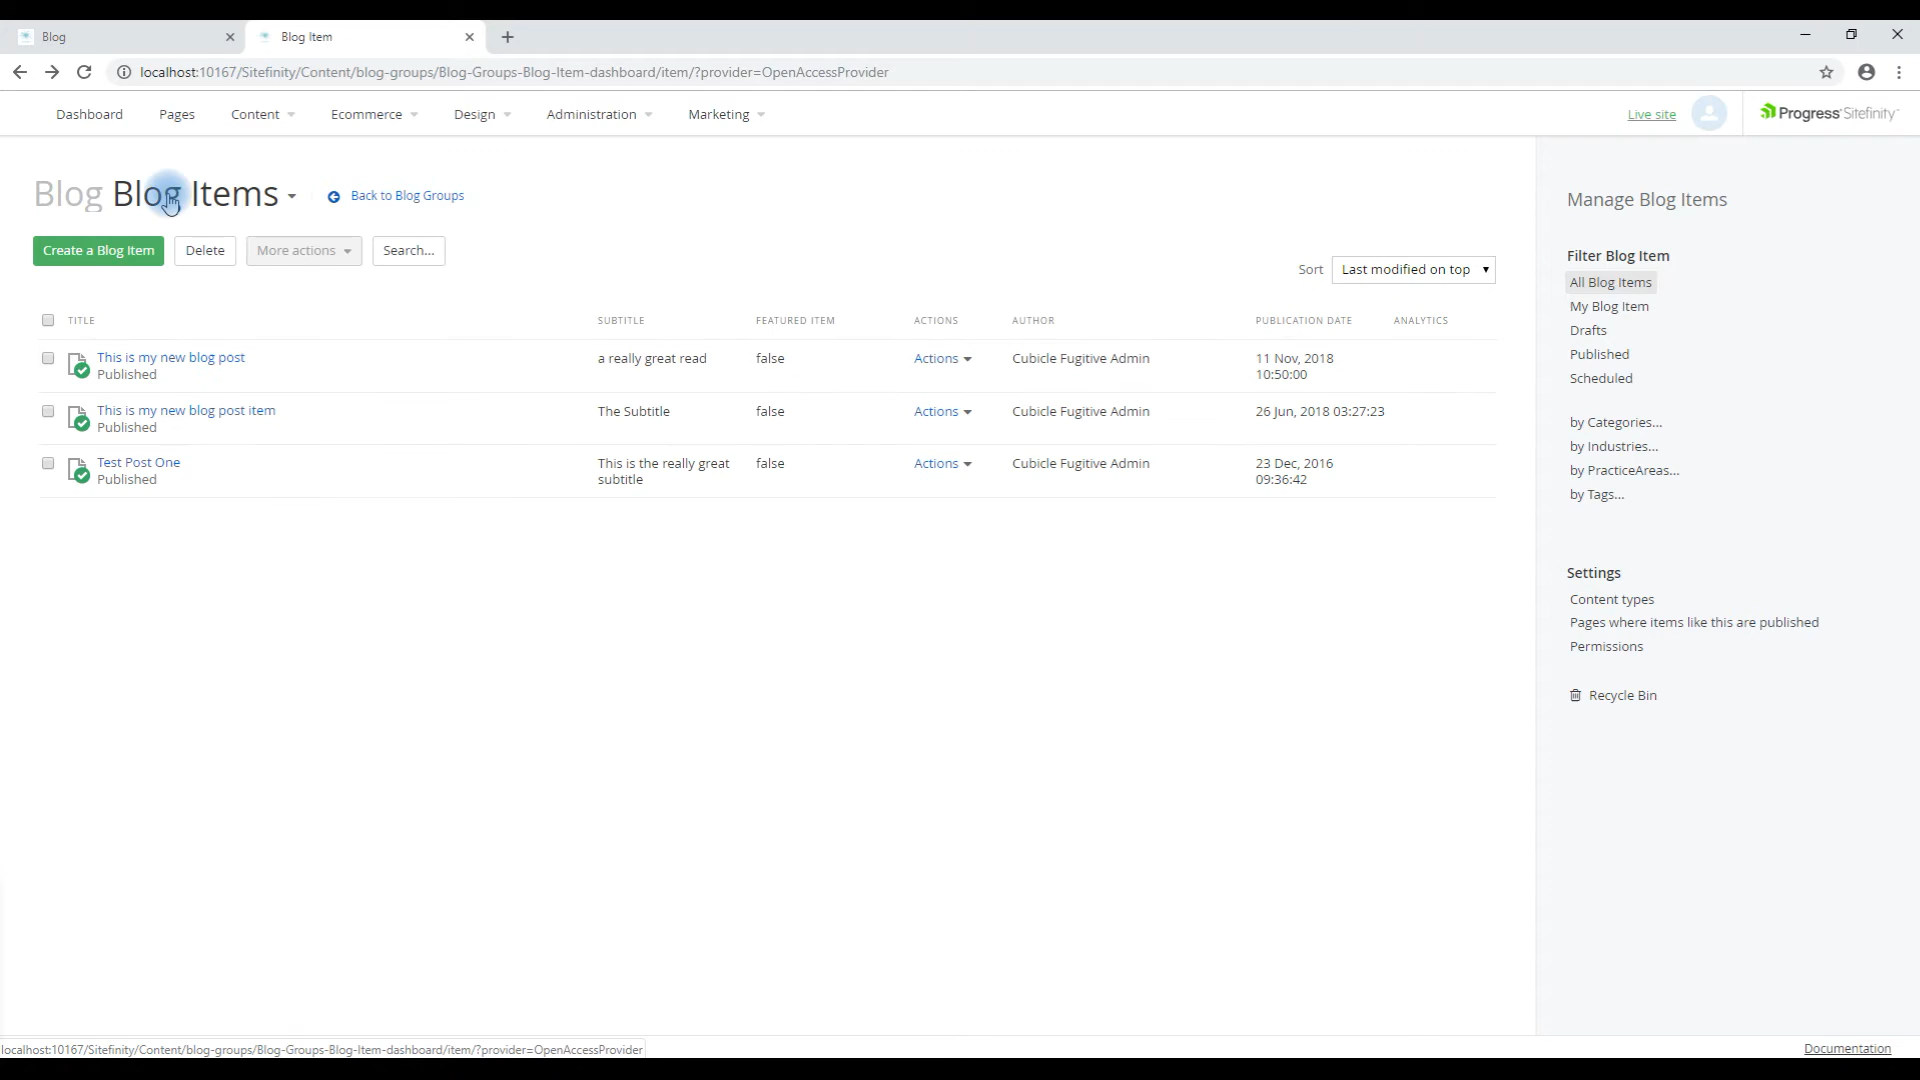 Blog
Blog Item
localhost:10167/Sitefinity/Content/blog-groups/Blog-Groups-Blog-Item-dashboard/item/?provider=OpenAccessProvider
Dashboard Pages Content Ecommerce Design Administration Marketing Live site Progress Sitefinity
Blog Blog Items Back to Blog Groups
Create a Blog Item Delete More actions Search...
Sort Last modified on top
TITLE SUBTITLE FEATURED ITEM ACTIONS AUTHOR PUBLICATION DATE ANALYTICS
This is my new blog post a really great read false Actions Cubicle Fugitive Admin 11 Nov, 2018
Published 10:50:00
This is my new blog post item The Subtitle false Actions Cubicle Fugitive Admin 26 Jun, 2018 03:27:23
Published
Test Post One This is the really great false Actions Cubicle Fugitive Admin 23 Dec, 2016
Published subtitle 09:36:42
Manage Blog Items
Filter Blog Item
All Blog Items
My Blog Item
Drafts
Published
Scheduled
by Categories...
by Industries...
by PracticeAreas...
by Tags...
Settings
Content types
Pages where items like this are published
Permissions
Recycle Bin
localhost:10167/Sitefinity/Content/blog-groups/Blog-Groups-Blog-Item-dashboard/item/?provider=OpenAccessProvider
Documentation